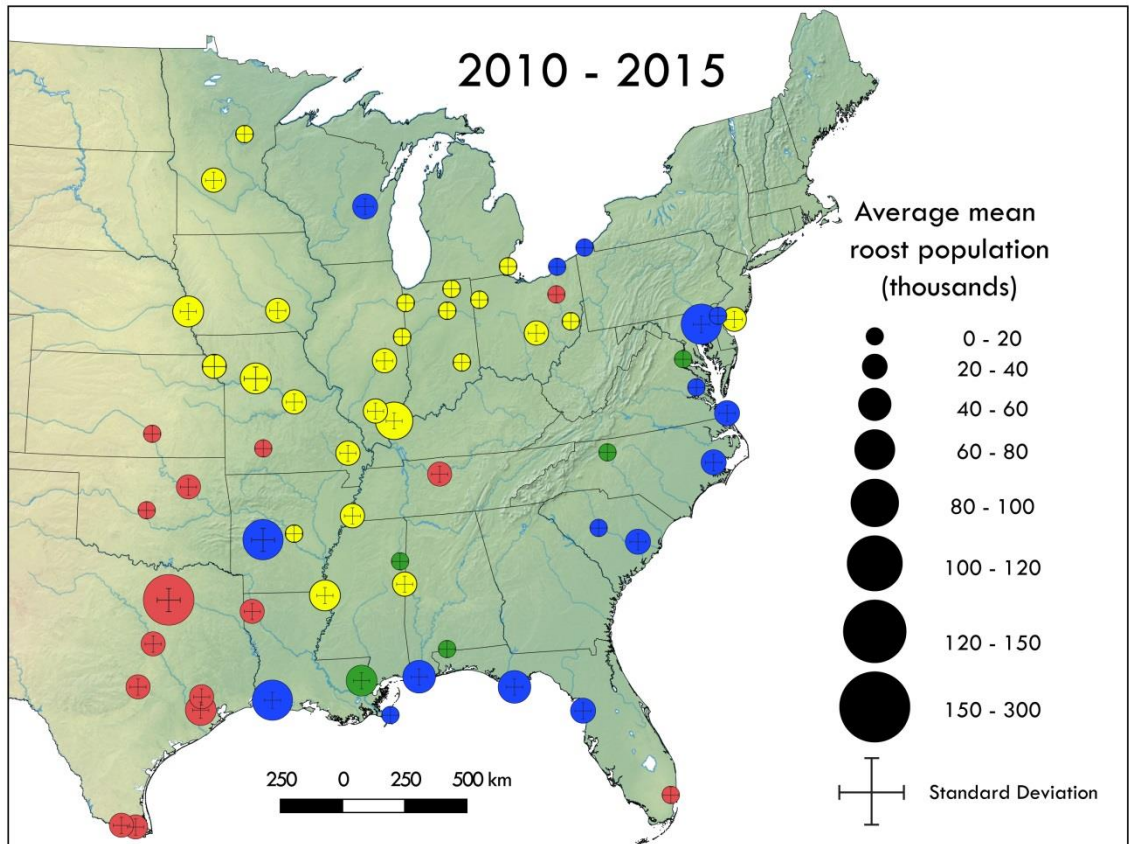 2010 - 2015
Average mean
roost population
(thousands)
0 - 20
20 - 40
40 - 60
60 - 80
80 - 100
100 - 120
120 - 150
150 - 300
Standard Deviation
250 0 250 500 km